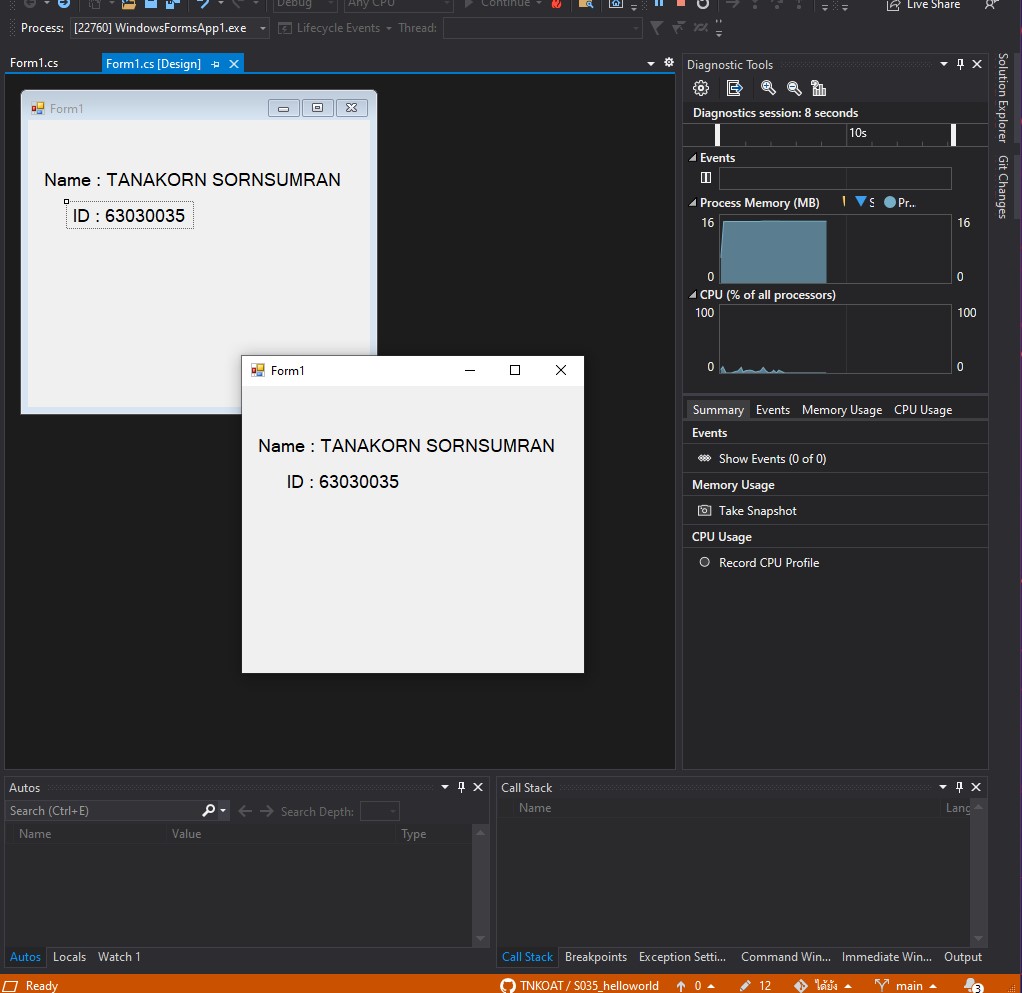 Debug Any CPU Continue Live Share
Process: [22760] WindowsFormsApp1.exe Lifecycle Events Thread:
Form1.cs Form1.cs [Design]
Form1
Name : TANAKORN SORNSUMRAN
ID : 63030035
Form1
Name : TANAKORN SORNSUMRAN
ID : 63030035
Diagnostic Tools
Diagnostics session: 8 seconds
10s
Events
Process Memory (MB) S Pr...
16 16
0 0
CPU (% of all processors)
100 100
0 0
Summary Events Memory Usage CPU Usage
Events
Show Events (0 of 0)
Memory Usage
Take Snapshot
CPU Usage
Record CPU Profile
Solution Explorer
Git Changes
Autos
Search (Ctrl+E) Search Depth:
Name Value Type
Autos Locals Watch 1
Call Stack
Name Lang
Call Stack Breakpoints Exception Setti... Command Win... Immediate Win... Output
Ready TNKOAT / S035_helloworld 0 12 ได้ยัง main 3